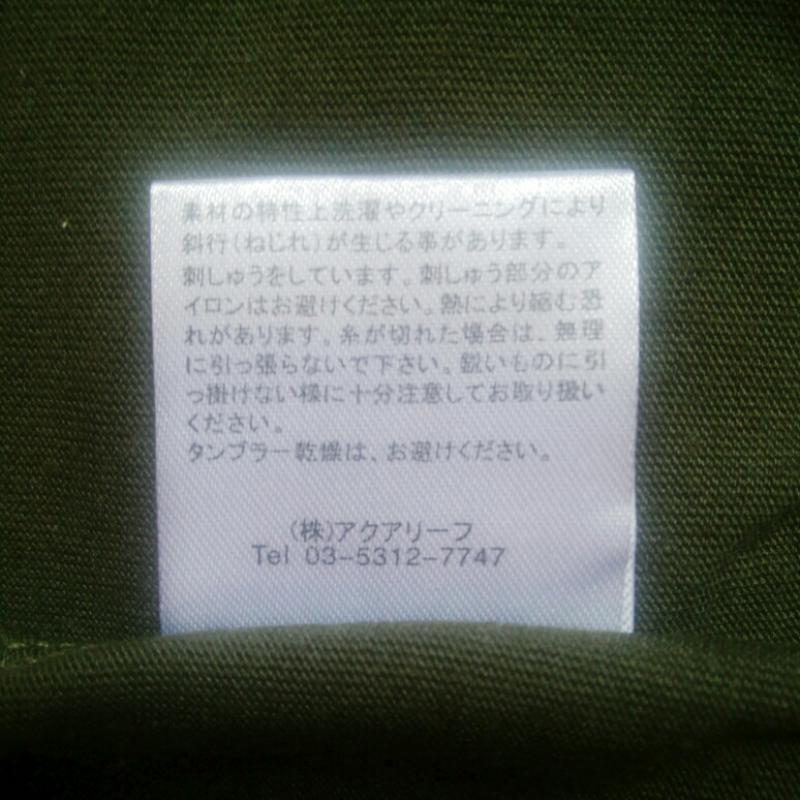 素材の特性上洗濯やクリーニングにより
斜行(ねじれ)が生じる事があります。
刺しゅうをしています。刺しゅう部分のア
イロンはお避けください。熱により縮む恐
れがあります。糸が切れた場合は、無理
に引っ張らないで下さい。鋭いものに引
っ掛けない様に十分注意してお取り扱い
ください。
タンブラー乾燥は、お避けください。
(株)アクアリーフ
Tel 03-5312-7747